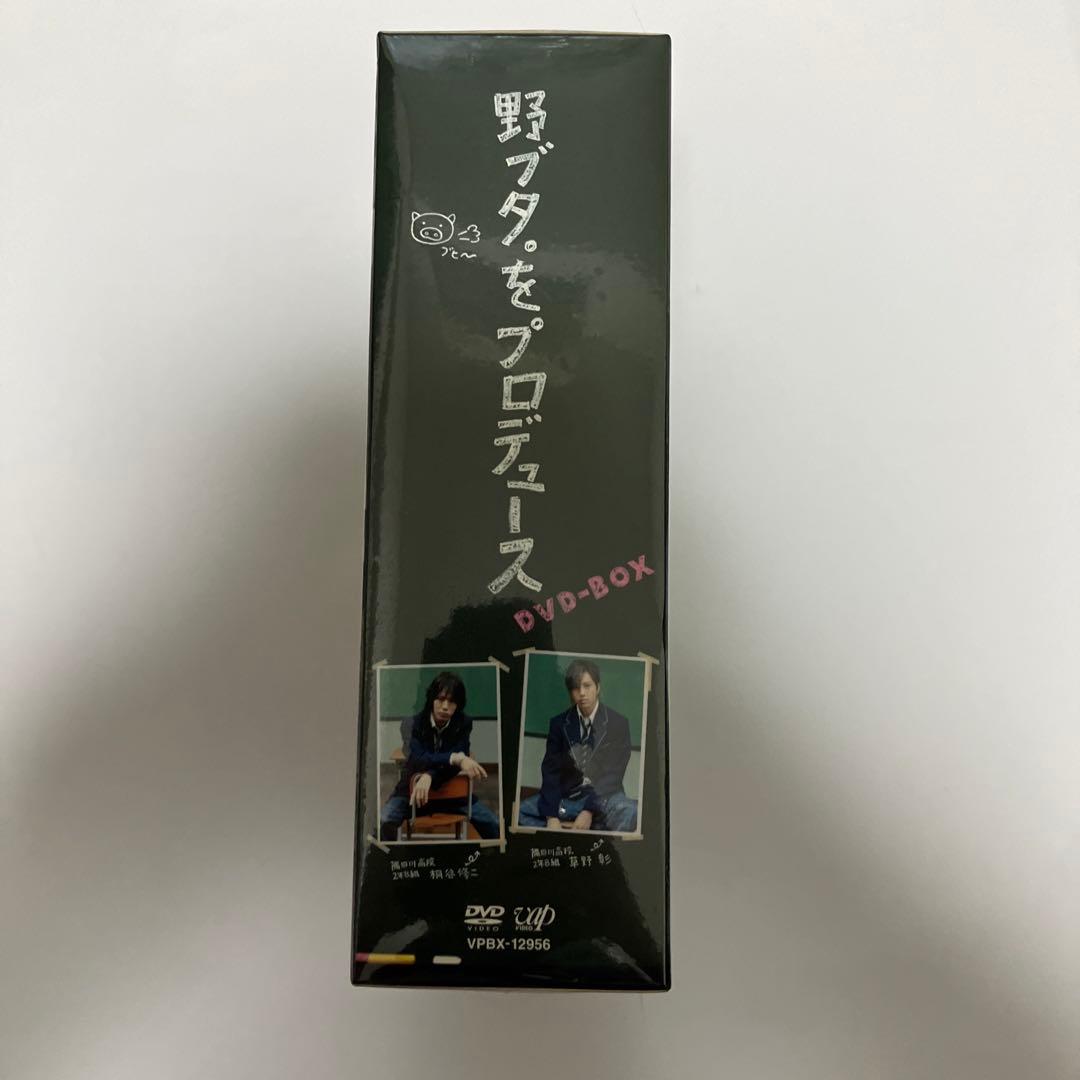 野ブタ。をプロデュース
ブヒ〜
DVD-BOX
隅田川高校
2年B組 桐谷修二
隅田川高校
2年B組 草野 彰
DVD
VIDEO
vap
VIDEO
VPBX-12956